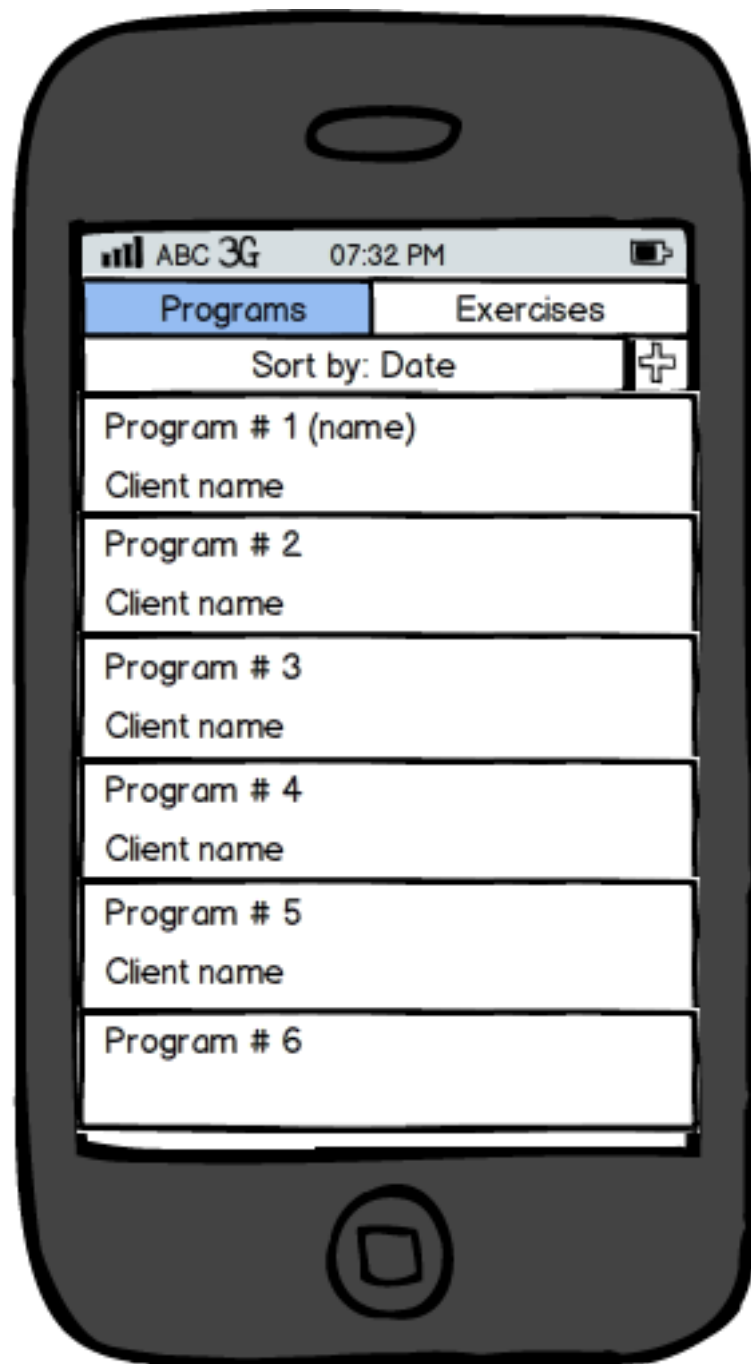 ABC 3G 07:32 PM
Programs Exercises
Sort by: Date
Program # 1 (name)
Client name
Program # 2
Client name
Program # 3
Client name
Program # 4
Client name
Program # 5
Client name
Program # 6